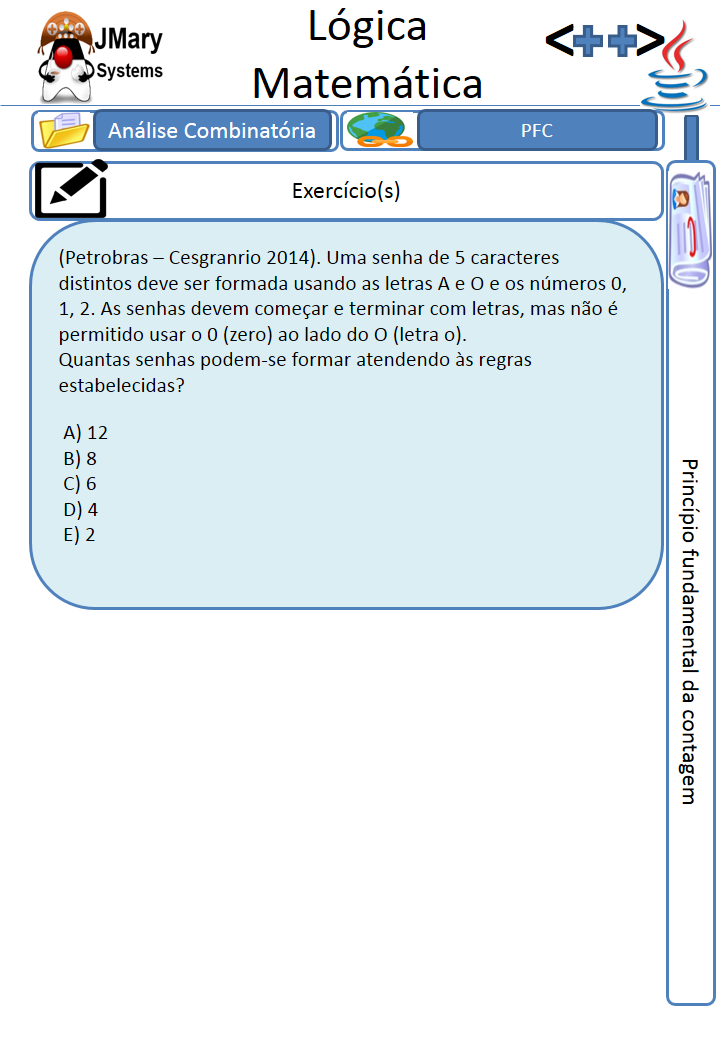 JMary
Systems
Lógica
Matemática
<++>
Análise Combinatória
PFC
Exercício(s)
(Petrobras – Cesgranrio 2014). Uma senha de 5 caracteres
distintos deve ser formada usando as letras A e O e os números 0,
1, 2. As senhas devem começar e terminar com letras, mas não é
permitido usar o 0 (zero) ao lado do O (letra o).
Quantas senhas podem-se formar atendendo às regras
estabelecidas?
A) 12
B) 8
C) 6
D) 4
E) 2
Princípio fundamental da contagem